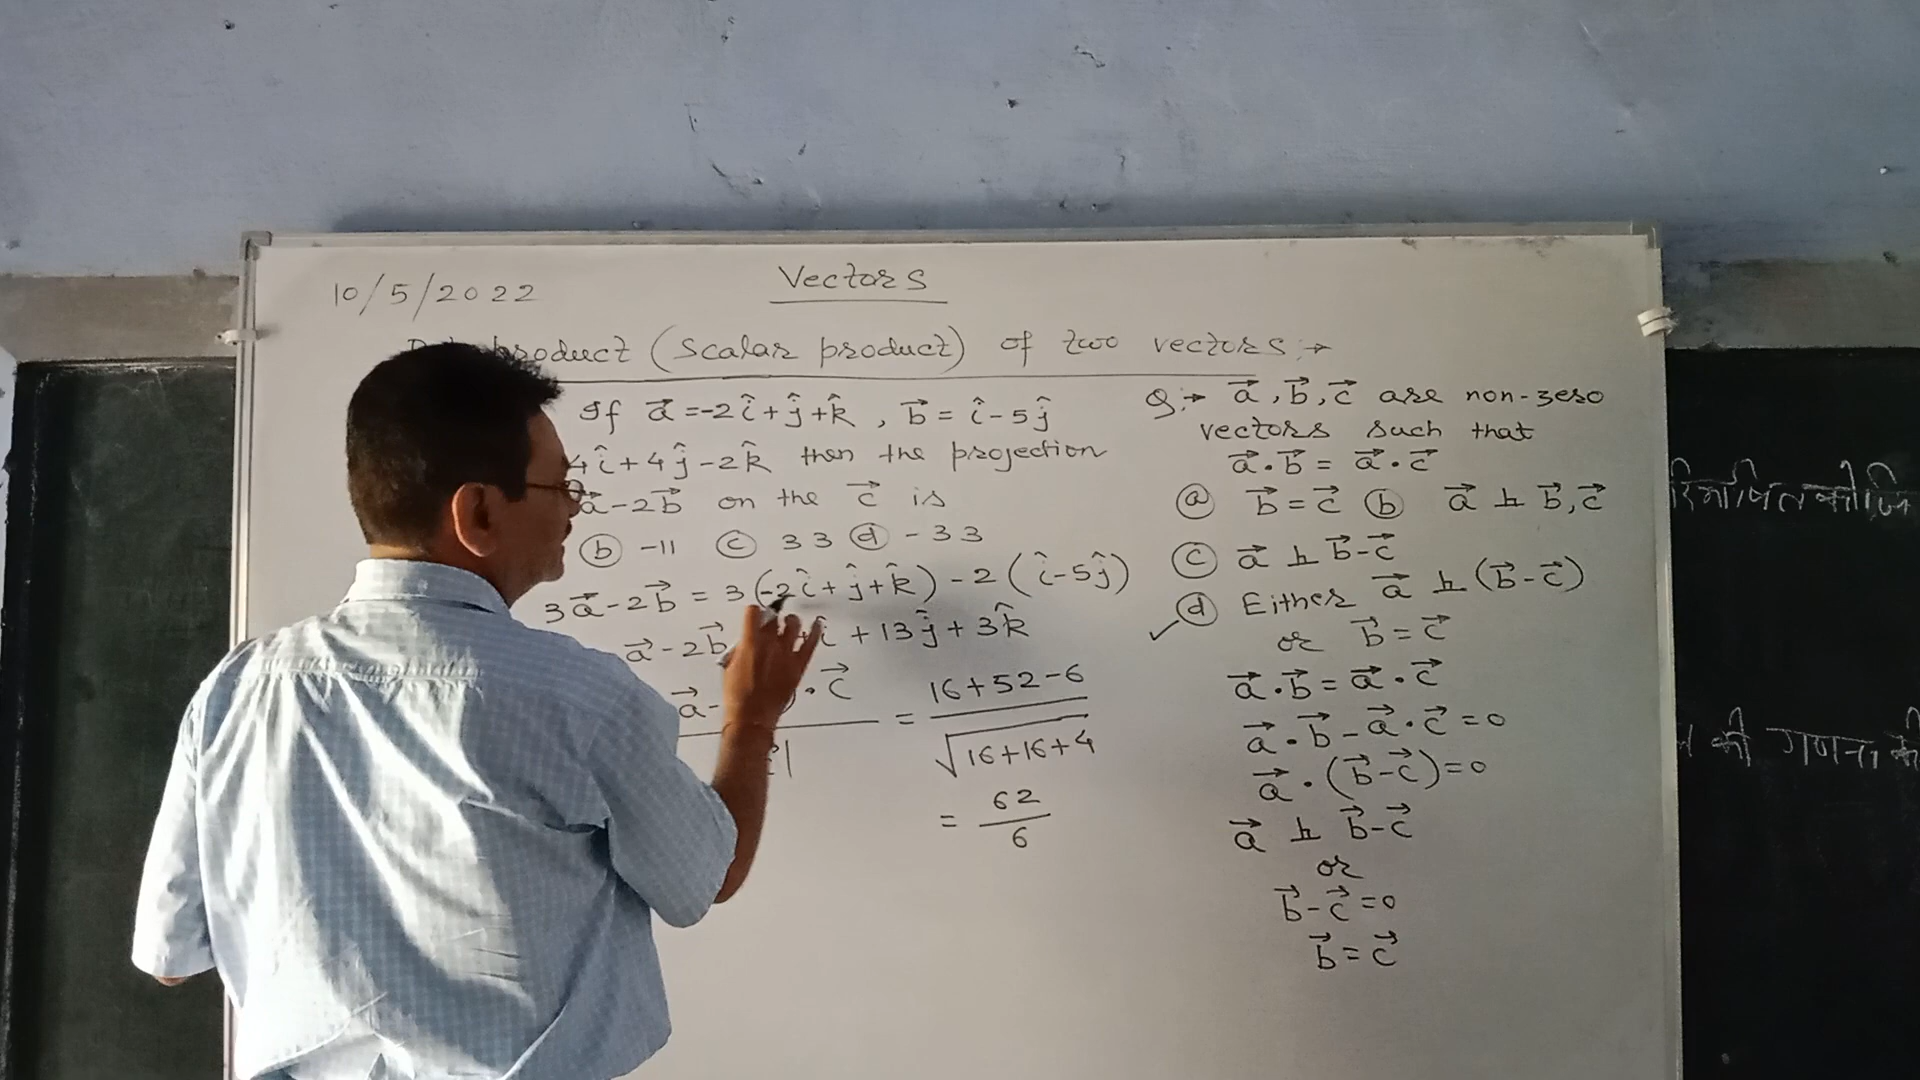 10/5/2022
Vectors
product (scalar product) of two vectors :→
If a⃗ = -2î + ĵ + k̂ , b⃗ = î - 5ĵ
4î + 4ĵ - 2k̂ then the projection
a⃗ - 2b⃗ on the c⃗ is
(b) -11 (c) 33 (d) -33
3a⃗ - 2b⃗ = 3(-2î + ĵ + k̂) - 2(î - 5ĵ)
a⃗ - 2b⃗ î + 13ĵ + 3k̂
a⃗ - ) · c⃗ / | = 16+52-6 / √16+16+4
= 62/6
Q:→ a⃗, b⃗, c⃗ are non-zero
vectors such that
a⃗ · b⃗ = a⃗ · c⃗
(a) b⃗ = c⃗ (b) a⃗ ⊥ b⃗, c⃗
(c) a⃗ ⊥ b⃗ - c⃗
✓ (d) Either a⃗ ⊥ (b⃗ - c⃗)
or b⃗ = c⃗
a⃗ · b⃗ = a⃗ · c⃗
a⃗ · b⃗ - a⃗ · c⃗ = 0
a⃗ · (b⃗ - c⃗) = 0
a⃗ ⊥ b⃗ - c⃗
or
b⃗ - c⃗ = 0
b⃗ = c⃗
की गणना